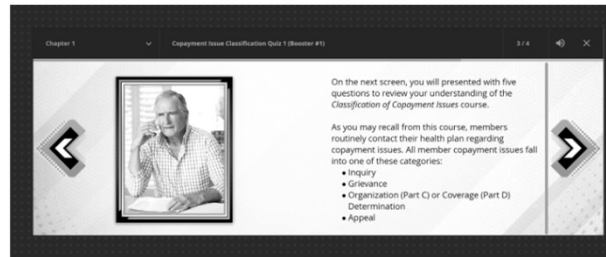 Chapter 1
Copayment Issue Classification Quiz 1 (Booster #1)
3 / 4
On the next screen, you will presented with five
questions to review your understanding of the
Classification of Copayment Issues course.
As you may recall from this course, members
routinely contact their health plan regarding
copayment issues. All member copayment issues fall
into one of these categories:
• Inquiry
• Grievance
• Organization (Part C) or Coverage (Part D)
Determination
• Appeal